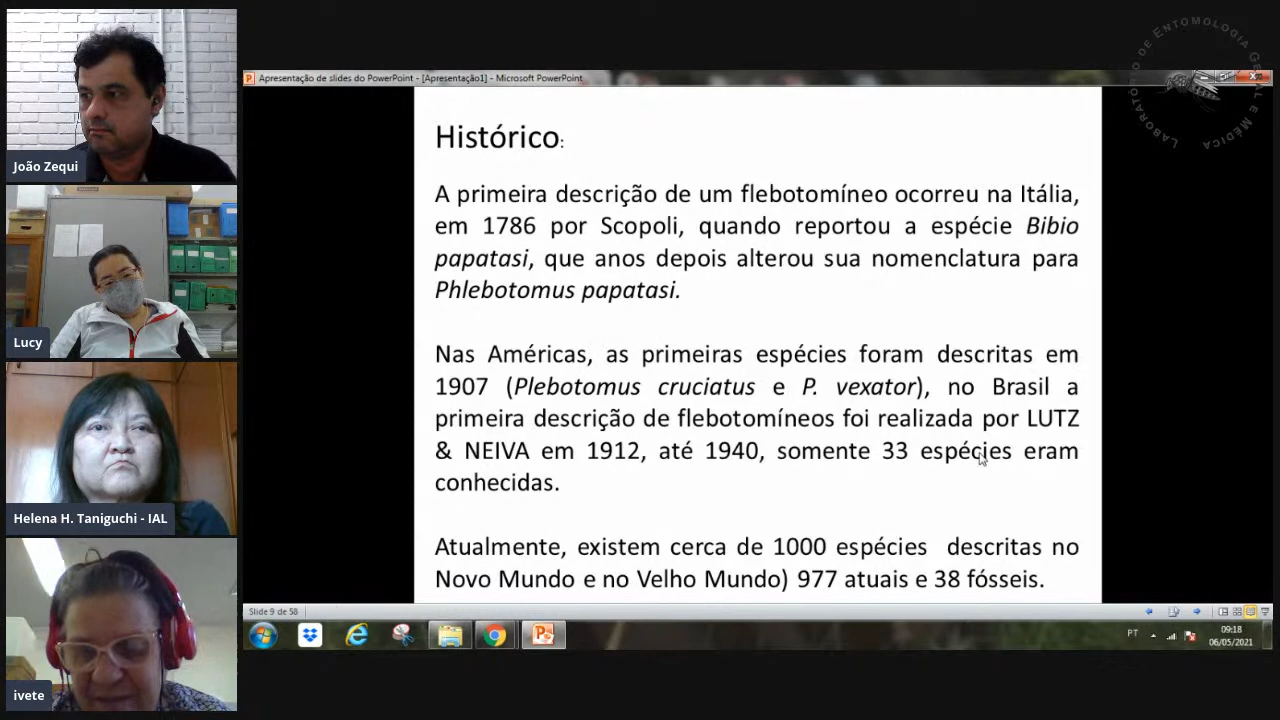 João Zequi
Lucy
Helena H. Taniguchi - IAL
ivete
Apresentação de slides do PowerPoint - [Apresentação1] - Microsoft PowerPoint
LABORATÓRIO DE ENTOMOLOGIA GERAL E MÉDICA
Histórico:
A primeira descrição de um flebotomíneo ocorreu na Itália,
em 1786 por Scopoli, quando reportou a espécie Bibio
papatasi, que anos depois alterou sua nomenclatura para
Phlebotomus papatasi.
Nas Américas, as primeiras espécies foram descritas em
1907 (Plebotomus cruciatus e P. vexator), no Brasil a
primeira descrição de flebotomíneos foi realizada por LUTZ
& NEIVA em 1912, até 1940, somente 33 espécies eram
conhecidas.
Atualmente, existem cerca de 1000 espécies descritas no
Novo Mundo e no Velho Mundo) 977 atuais e 38 fósseis.
Slide 9 de 58
PT
09:18
06/05/2021